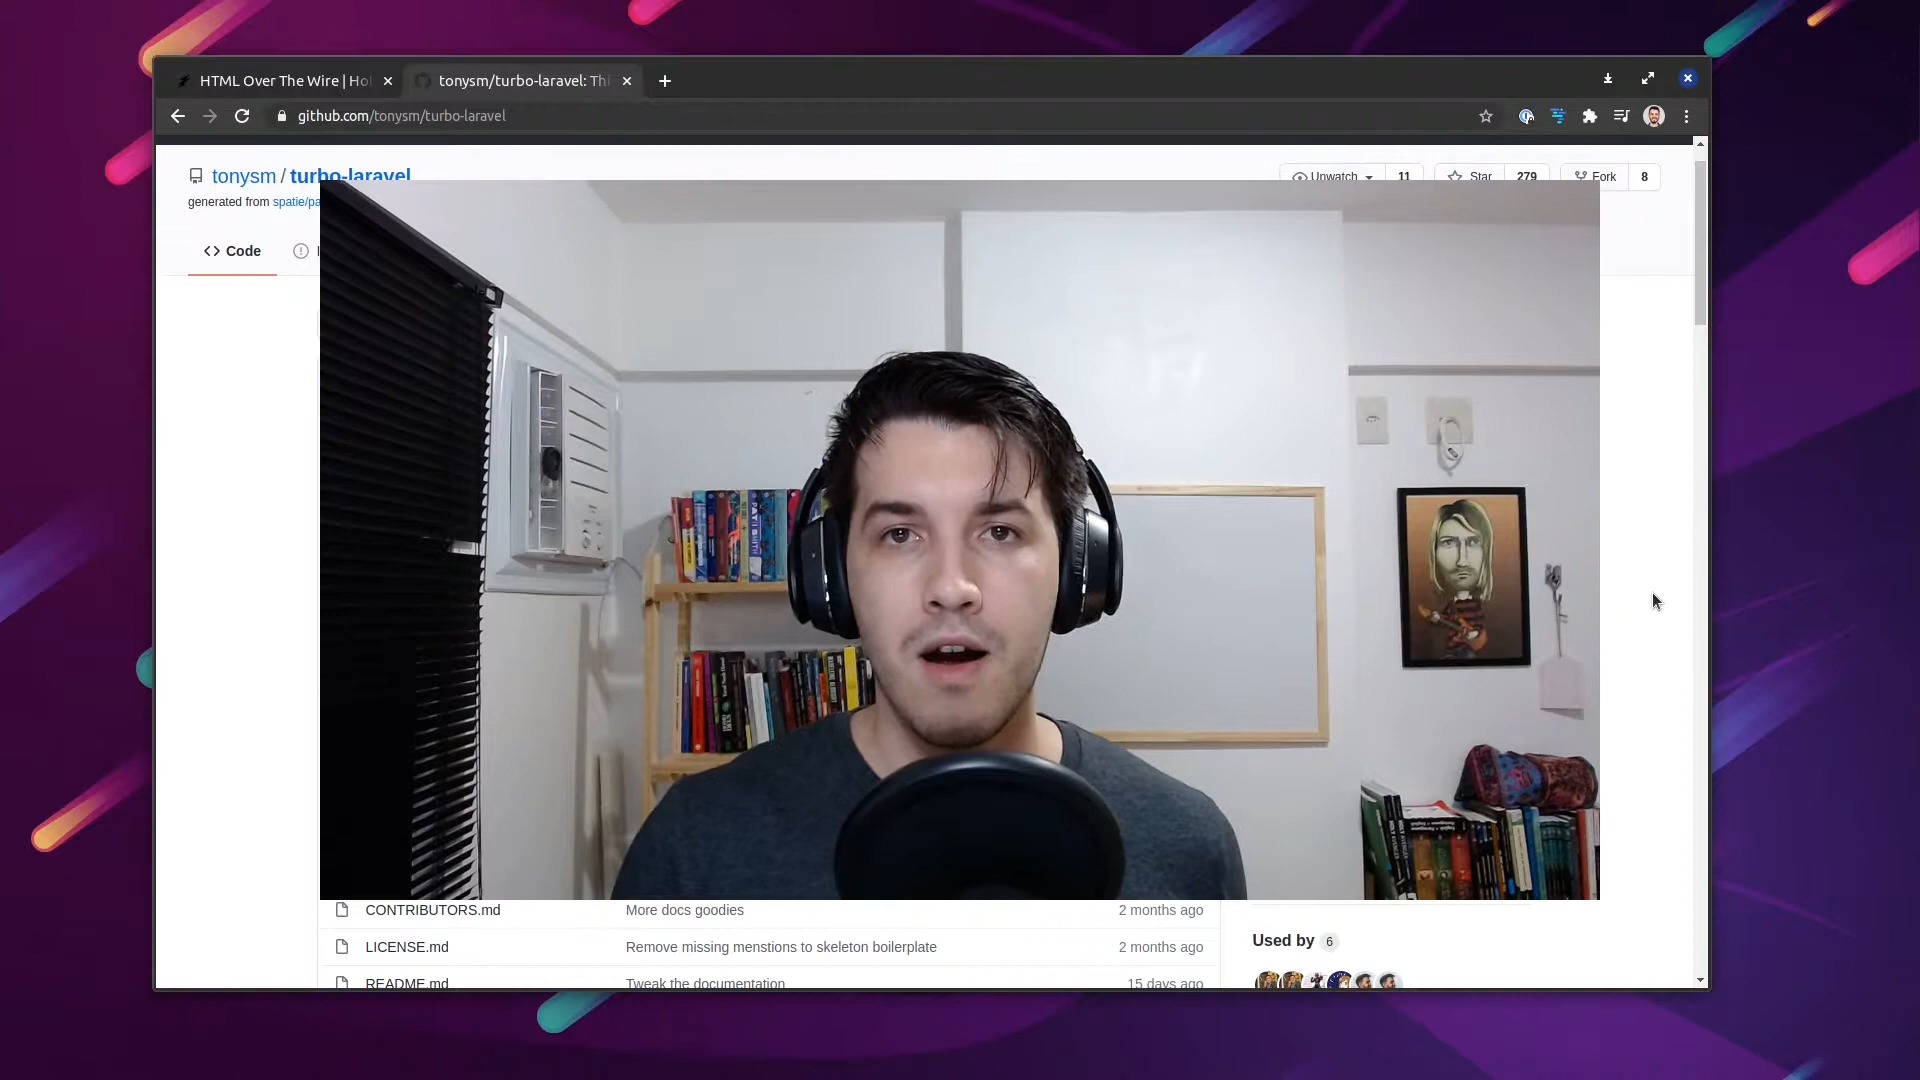 HTML Over The Wire | Ho
tonysm/turbo-laravel: Thi
github.com/tonysm/turbo-laravel
tonysm / turbo-laravel
Unwatch 11
Star 279
Fork 8
generated from spatie/pa
Code
PATTI SMITH
CONTRIBUTORS.md More docs goodies 2 months ago
LICENSE.md Remove missing menstions to skeleton boilerplate 2 months ago
Used by 6
README.md Tweak the documentation 15 days ago